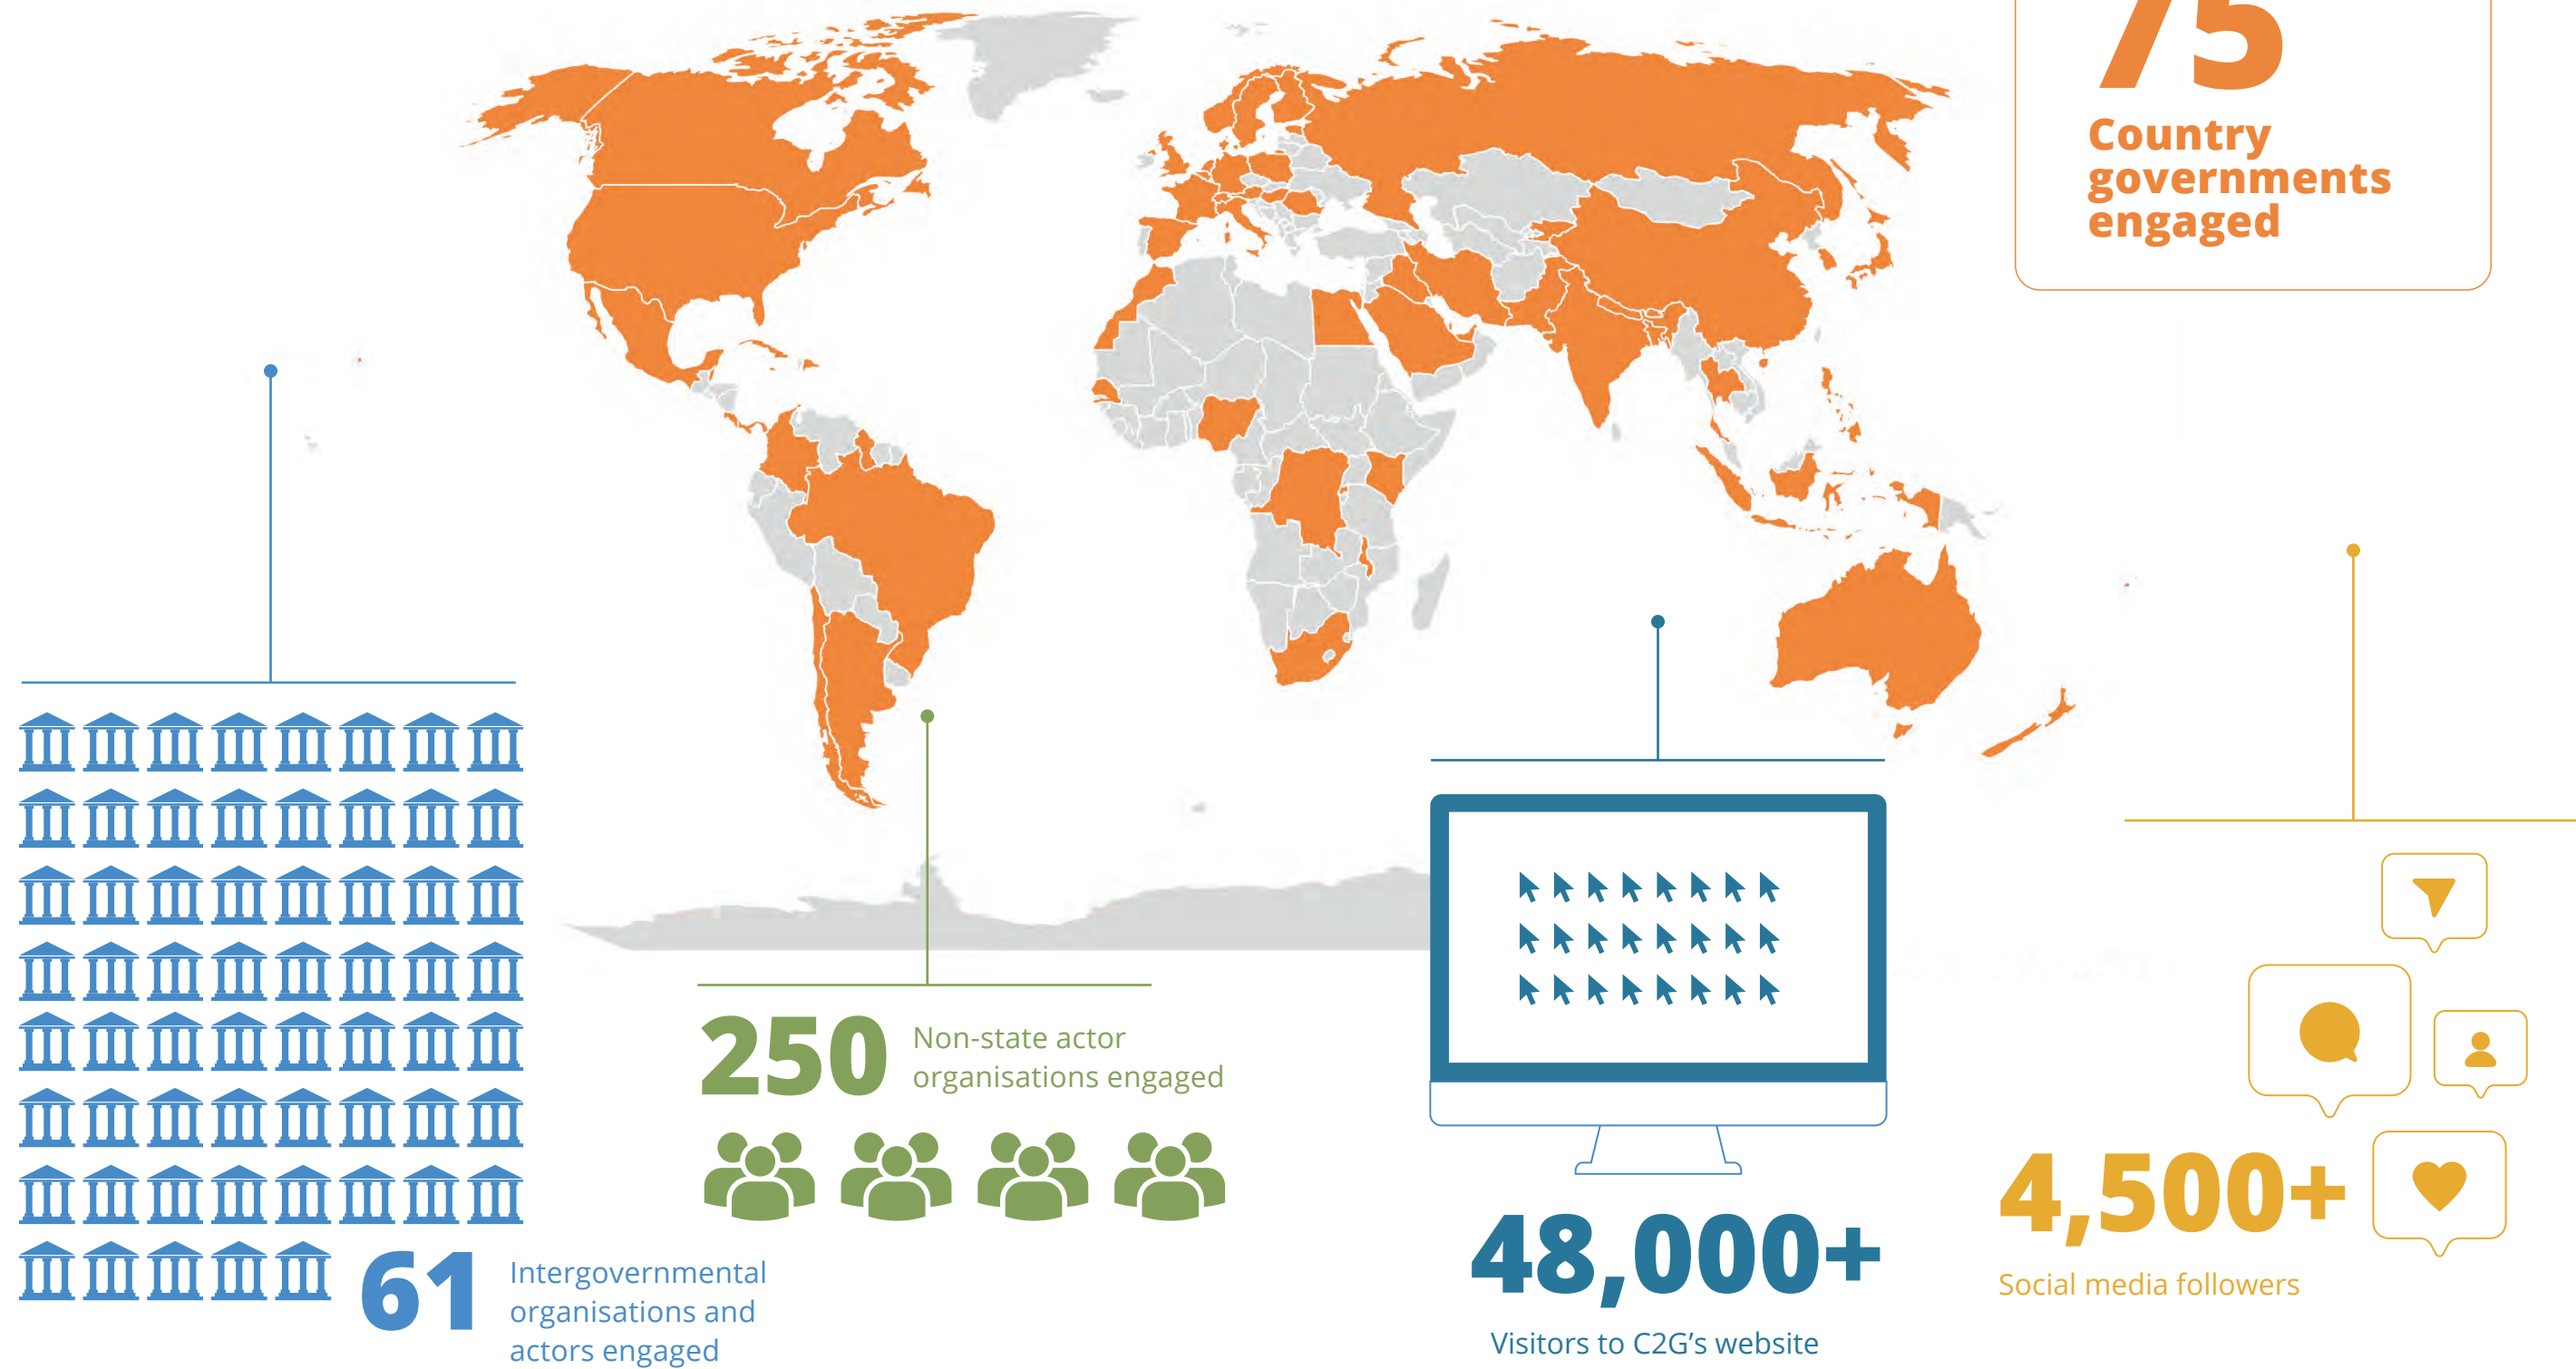 75
Country
governments
engaged
250
Non-state actor
organisations engaged
61
Intergovernmental
organisations and
actors engaged
48,000+
Visitors to C2G’s website
4,500+
Social media followers